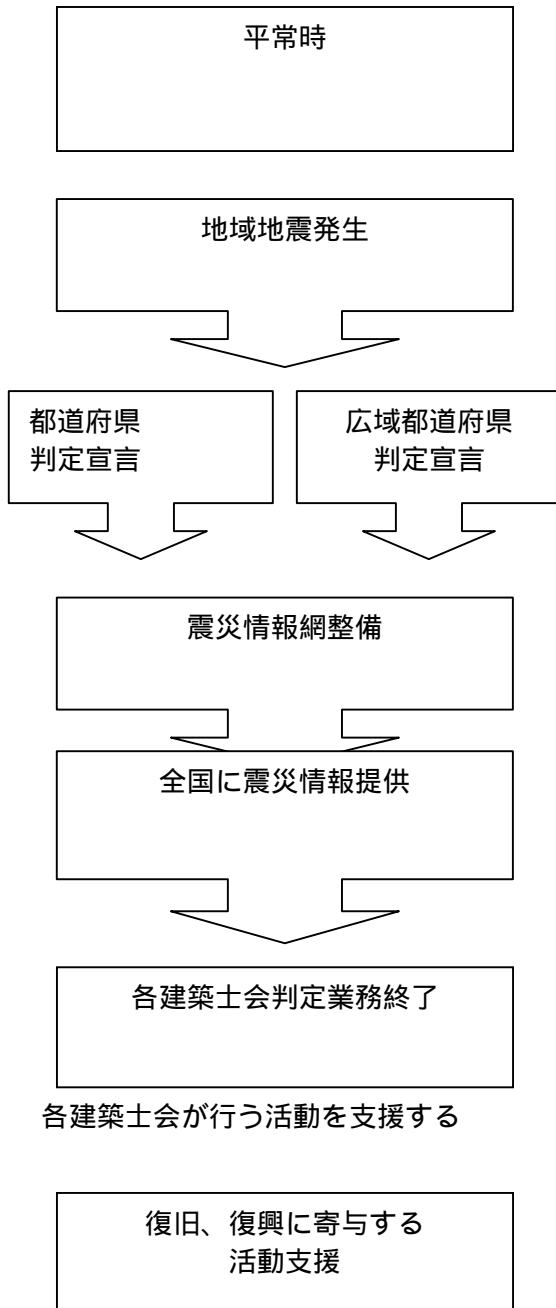 平常時
地域地震発生
都道府県
判定宣言
広域都道府県
判定宣言
震災情報網整備
全国に震災情報提供
各建築士会判定業務終了
各建築士会が行う活動を支援する
復旧、復興に寄与する
活動支援